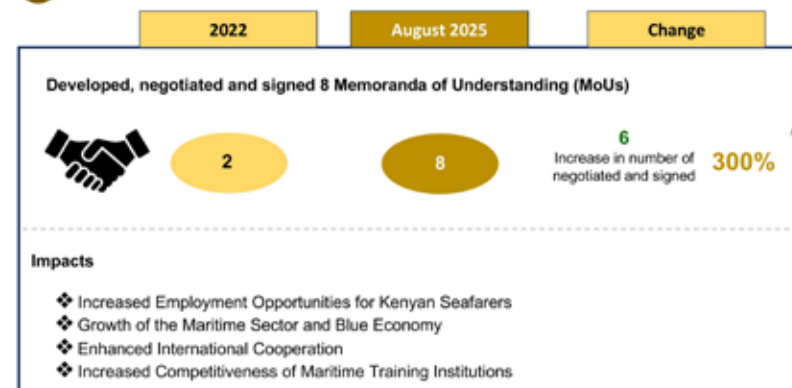 2022 August 2025 Change
Developed, negotiated and signed 8 Memoranda of Understanding (MoUs)
2 8 6
Increase in number of
negotiated and signed
300%
Impacts
❖ Increased Employment Opportunities for Kenyan Seafarers
❖ Growth of the Maritime Sector and Blue Economy
❖ Enhanced International Cooperation
❖ Increased Competitiveness of Maritime Training Institutions